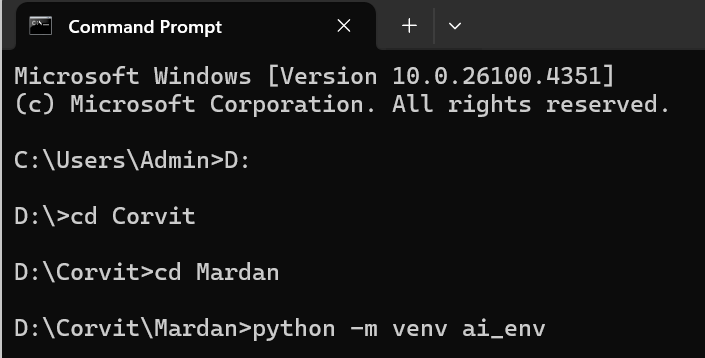 Command Prompt
Microsoft Windows [Version 10.0.26100.4351]
(c) Microsoft Corporation. All rights reserved.
C:\Users\Admin>D:
D:\>cd Corvit
D:\Corvit>cd Mardan
D:\Corvit\Mardan>python -m venv ai_env